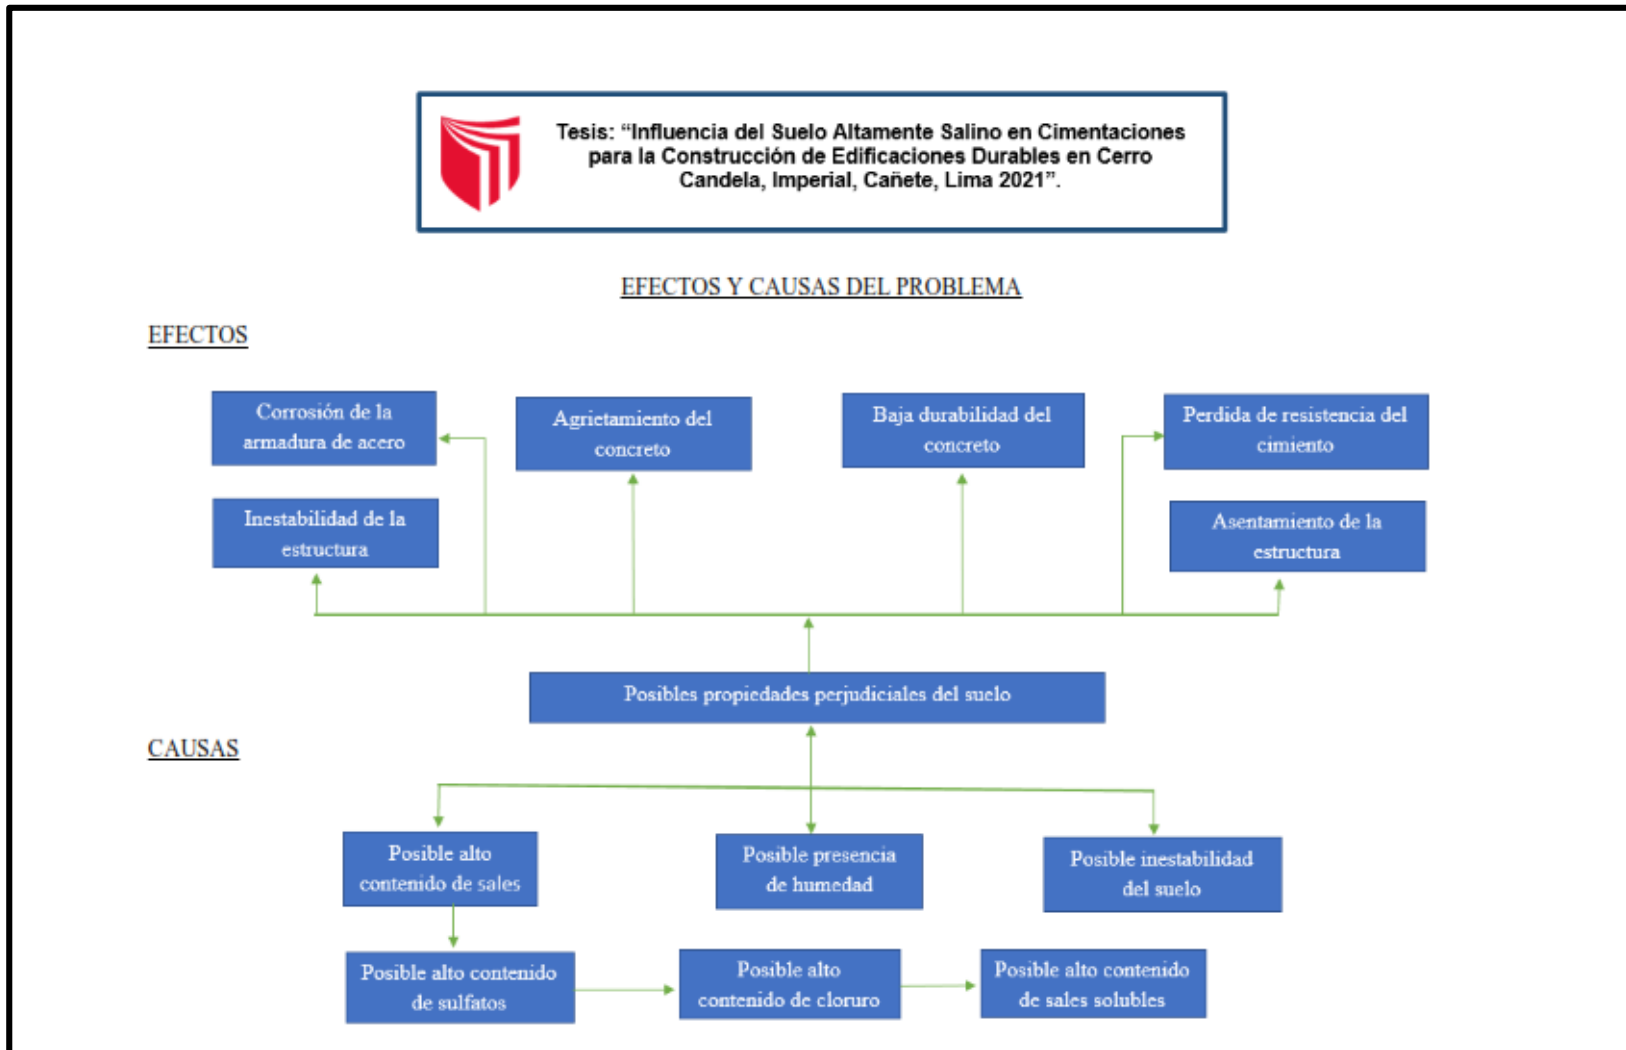 Tesis: “Influencia del Suelo Altamente Salino en Cimentaciones
para la Construcción de Edificaciones Durables en Cerro
Candela, Imperial, Cañete, Lima 2021”.
EFECTOS Y CAUSAS DEL PROBLEMA
EFECTOS
Corrosión de la
armadura de acero
Agrietamiento del
concreto
Baja durabilidad del
concreto
Perdida de resistencia del
cimiento
Inestabilidad de la
estructura
Asentamiento de la
estructura
Posibles propiedades perjudiciales del suelo
CAUSAS
Posible alto
contenido de sales
Posible presencia
de humedad
Posible inestabilidad
del suelo
Posible alto contenido
de sulfatos
Posible alto
contenido de cloruro
Posible alto contenido
de sales solubles